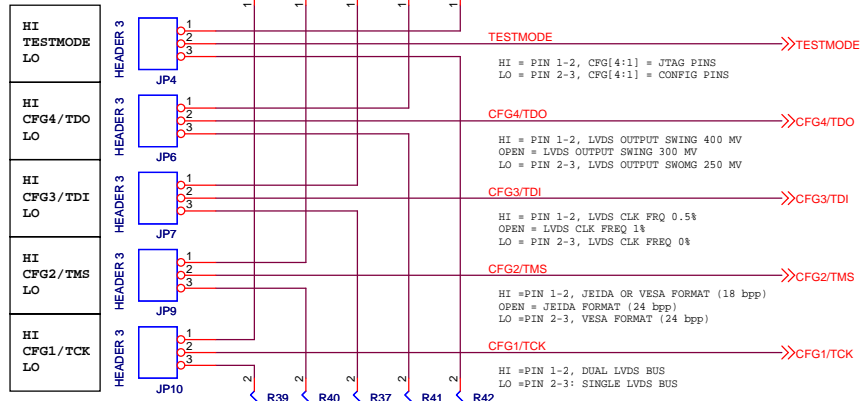 1 1 1 1 1
HI
TESTMODE
LO
HEADER 3
1
2
3
JP4
TESTMODE
TESTMODE
HI = PIN 1-2, CFG[4:1] = JTAG PINS
LO = PIN 2-3, CFG[4:1] = CONFIG PINS
HI
CFG4/TDO
LO
HEADER 3
1
2
3
JP6
CFG4/TDO
CFG4/TDO
HI = PIN 1-2, LVDS OUTPUT SWING 400 MV
OPEN = LVDS OUTPUT SWING 300 MV
LO = PIN 2-3, LVDS OUTPUT SWOMG 250 MV
HI
CFG3/TDI
LO
HEADER 3
1
2
3
JP7
CFG3/TDI
CFG3/TDI
HI = PIN 1-2, LVDS CLK FRQ 0.5%
OPEN = LVDS CLK FREQ 1%
LO = PIN 2-3, LVDS CLK FREQ 0%
HI
CFG2/TMS
LO
HEADER 3
1
2
3
JP9
CFG2/TMS
CFG2/TMS
HI =PIN 1-2, JEIDA OR VESA FORMAT (18 bpp)
OPEN = JEIDA FORMAT (24 bpp)
LO =PIN 2-3, VESA FORMAT (24 bpp)
HI
CFG1/TCK
LO
HEADER 3
1
2
3
JP10
CFG1/TCK
CFG1/TCK
HI =PIN 1-2, DUAL LVDS BUS
LO =PIN 2-3: SINGLE LVDS BUS
2 2 2 2 2
R39 R40 R37 R41 R42